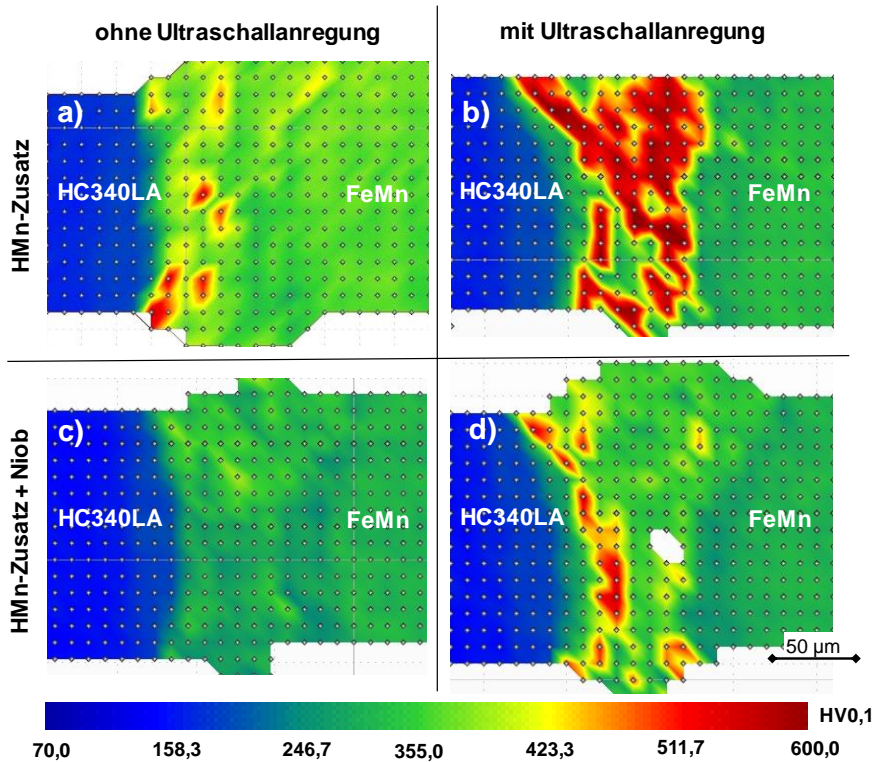 ohne Ultraschallanregung
mit Ultraschallanregung
HMn-Zusatz
a)
HC340LA
FeMn
b)
HC340LA
FeMn
HMn-Zusatz + Niob
c)
HC340LA
FeMn
d)
HC340LA
FeMn
50 µm
HV0,1
70,0 158,3 246,7 355,0 423,3 511,7 600,0